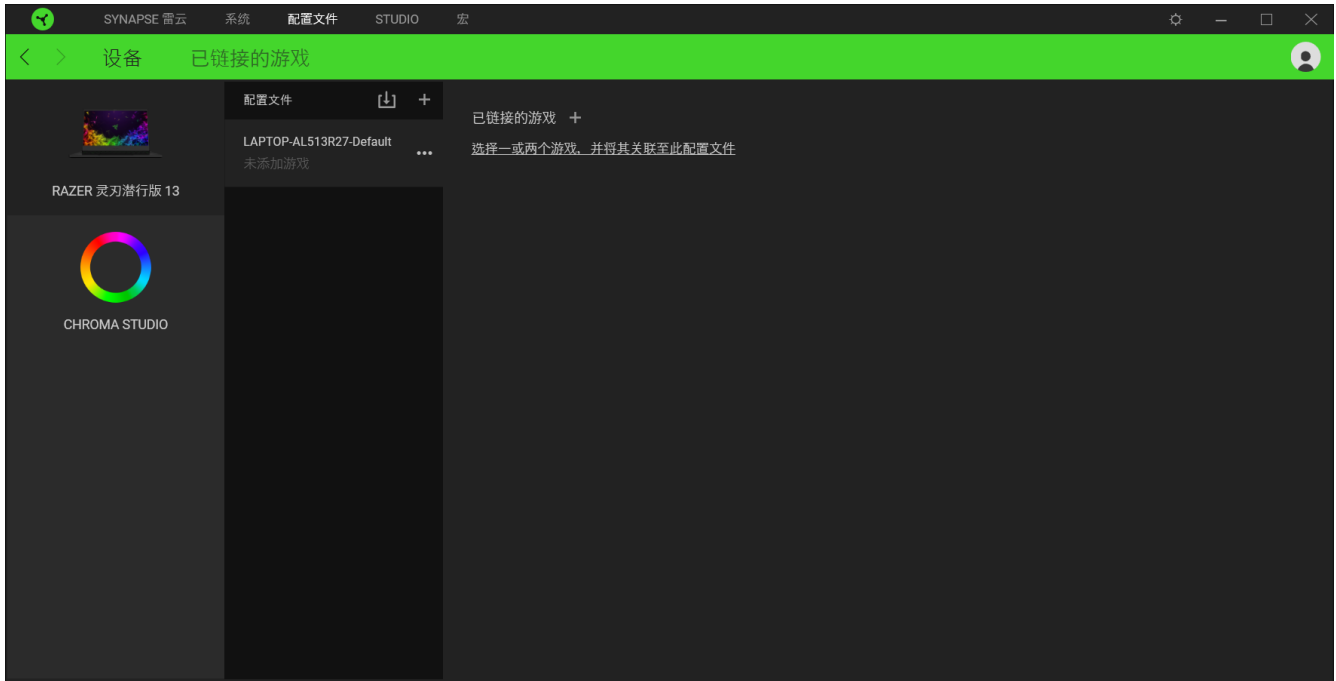 SYNAPSE 雷云 系统 配置文件 STUDIO 宏
设备 已链接的游戏
配置文件
LAPTOP-AL513R27-Default
未添加游戏
已链接的游戏
选择一或两个游戏，并将其关联至此配置文件
RAZER 灵刃潜行版 13
CHROMA STUDIO